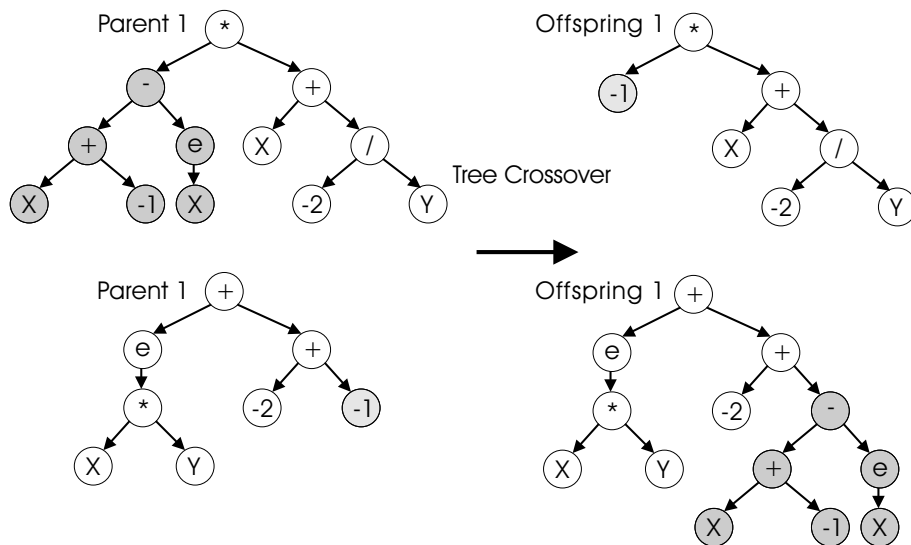 Parent 1 * Offspring 1 *
- + -1 +
+ e X / X /
X -1 X -2 Y Tree Crossover -2 Y
Parent 1 + Offspring 1 +
e + e +
* -2 -1 * -2 -
X Y X Y + e
X -1 X